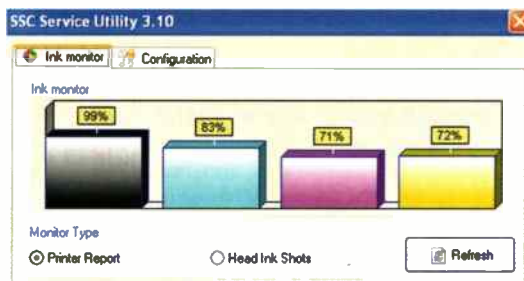 SSC Service Utility 3.10
Ink monitor Configuration
Ink monitor
99% 83% 71% 72%
Monitor Type
Printer Report Head Ink Shots Refresh